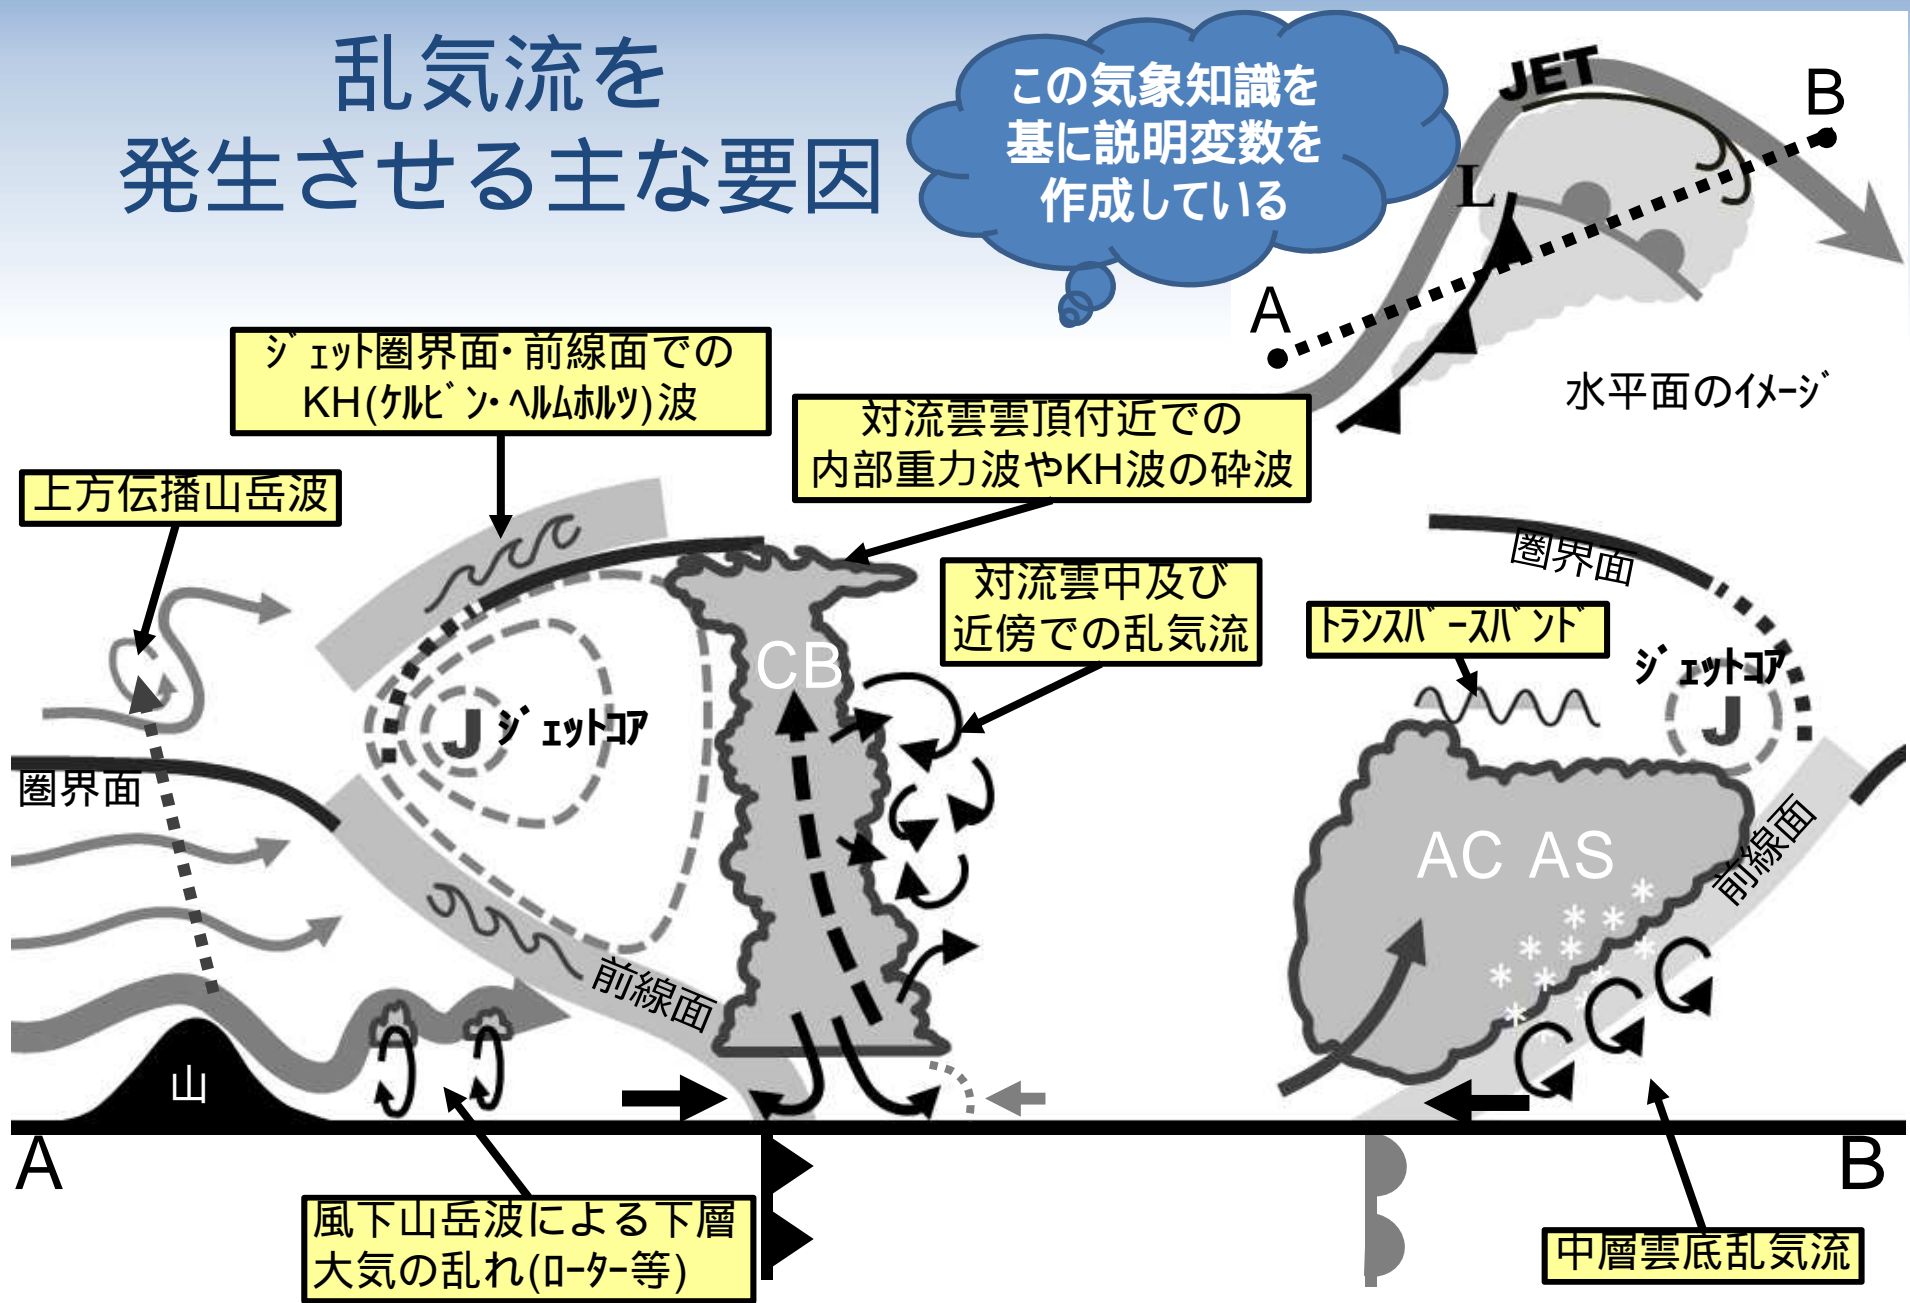 乱気流を
発生させる主な要因
この気象知識を
基に説明変数を
作成している
JET
B
L
A
水平面のｲﾒｰｼﾞ
ｼﾞｪｯﾄ圏界面・前線面での
KH(ｹﾙﾋﾞﾝ・ﾍﾙﾑﾎﾙﾂ)波
対流雲雲頂付近での
内部重力波やKH波の砕波
上方伝播山岳波
対流雲中及び
近傍での乱気流
圏界面
ﾄﾗﾝｽﾊﾞｰｽﾊﾞﾝﾄﾞ
ｼﾞｪｯﾄｺｱ
J
CB
J
ｼﾞｪｯﾄｺｱ
圏界面
AC AS
前線面
前線面
山
A
B
風下山岳波による下層
大気の乱れ(ﾛｰﾀｰ等)
中層雲底乱気流